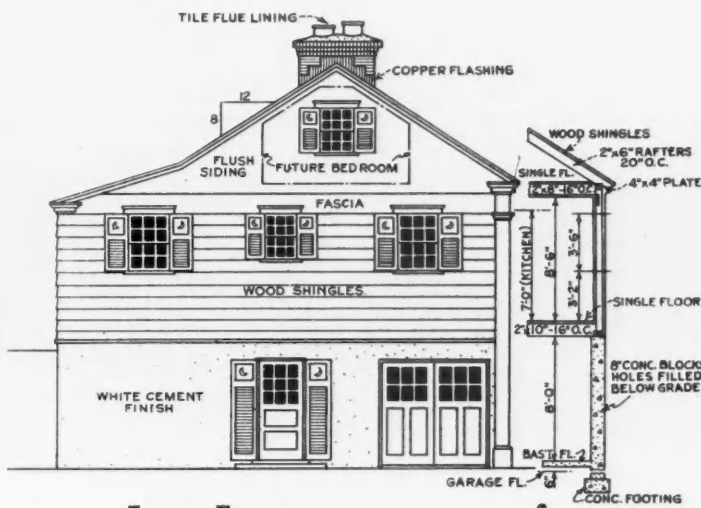 TILE FLUE LINING
COPPER FLASHING
12
8
WOOD SHINGLES
2"x6" RAFTERS
20" O.C.
FLUSH
SIDING
FUTURE BEDROOM
SINGLE FL.
2"x8"-16"O.C.
4"x4" PLATE
FASCIA
7'-0" (KITCHEN)
8'-6"
3'-6"
3'-2"
WOOD SHINGLES
SINGLE FLOOR
2"x10"-16"O.C.
8" CONC. BLOCKS
HOLES FILLED
BELOW GRADE
WHITE CEMENT
FINISH
8'-0"
BAS'T FL.
GARAGE FL.
6"
CONC. FOOTING